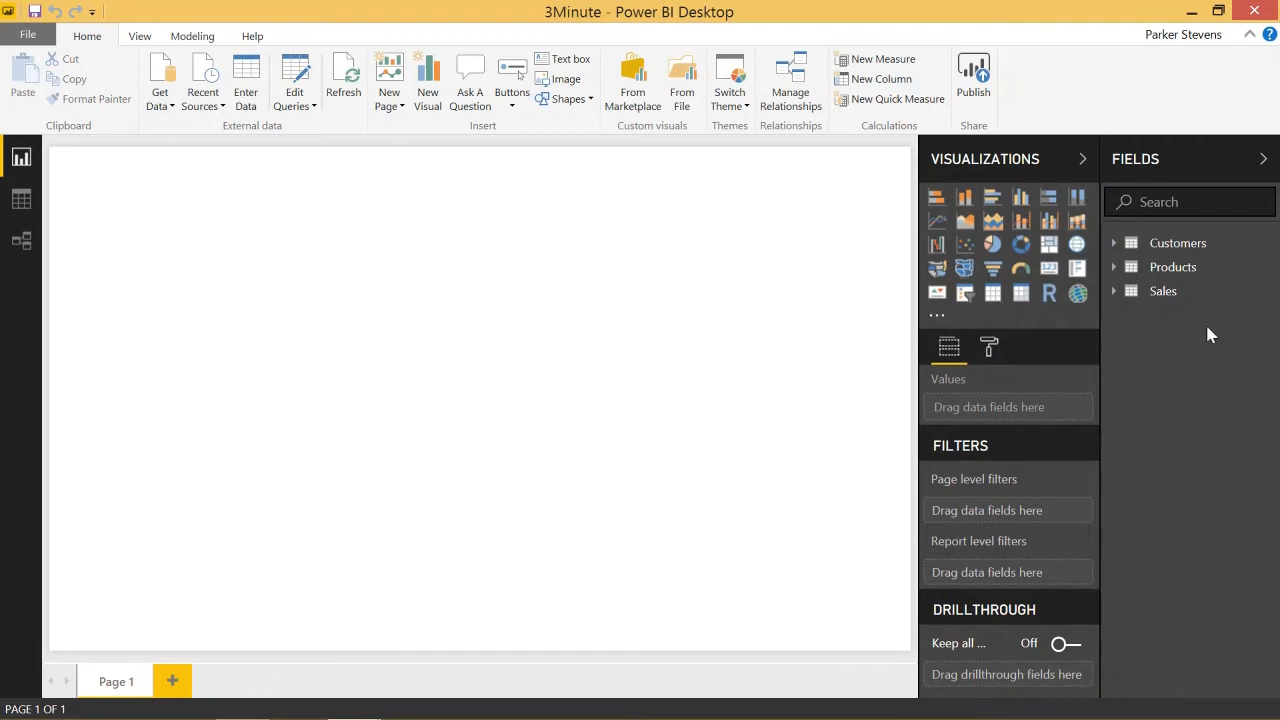 3Minute - Power BI Desktop
File
Home
View
Modeling
Help
Parker Stevens
Paste
Cut
Copy
Format Painter
Clipboard
Get Data
Recent Sources
Enter Data
Edit Queries
Refresh
External data
New Page
New Visual
Ask A Question
Buttons
Text box
Image
Shapes
Insert
From Marketplace
From File
Custom visuals
Switch Theme
Themes
Manage Relationships
Relationships
New Measure
New Column
New Quick Measure
Calculations
Publish
Share
VISUALIZATIONS
123
R
Values
Drag data fields here
FILTERS
Page level filters
Drag data fields here
Report level filters
Drag data fields here
DRILLTHROUGH
Keep all ...
Off
Drag drillthrough fields here
FIELDS
Search
Customers
Products
Sales
Page 1
PAGE 1 OF 1